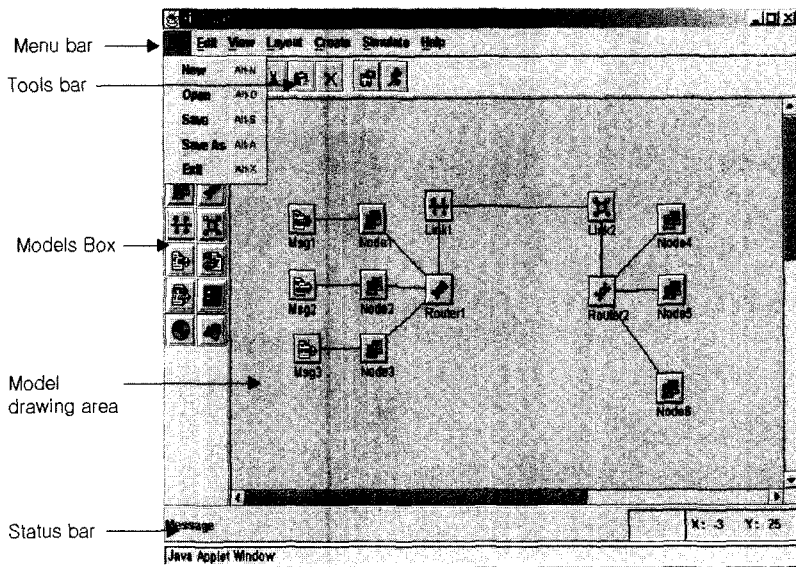 Menu bar
Edit View Layout Create Simulate Help
Tools bar
New Alt-N
Open Alt-O
Save Alt-S
Save As Alt-A
Exit Alt-X
Models Box
Msg1 Node1 Link1 Link2 Node4
Msg2 Node2 Router1 Router2 Node5
Msg3 Node3 Node6
Model
drawing area
Status bar
Message
X: -3 Y: 25
Java Applet Window